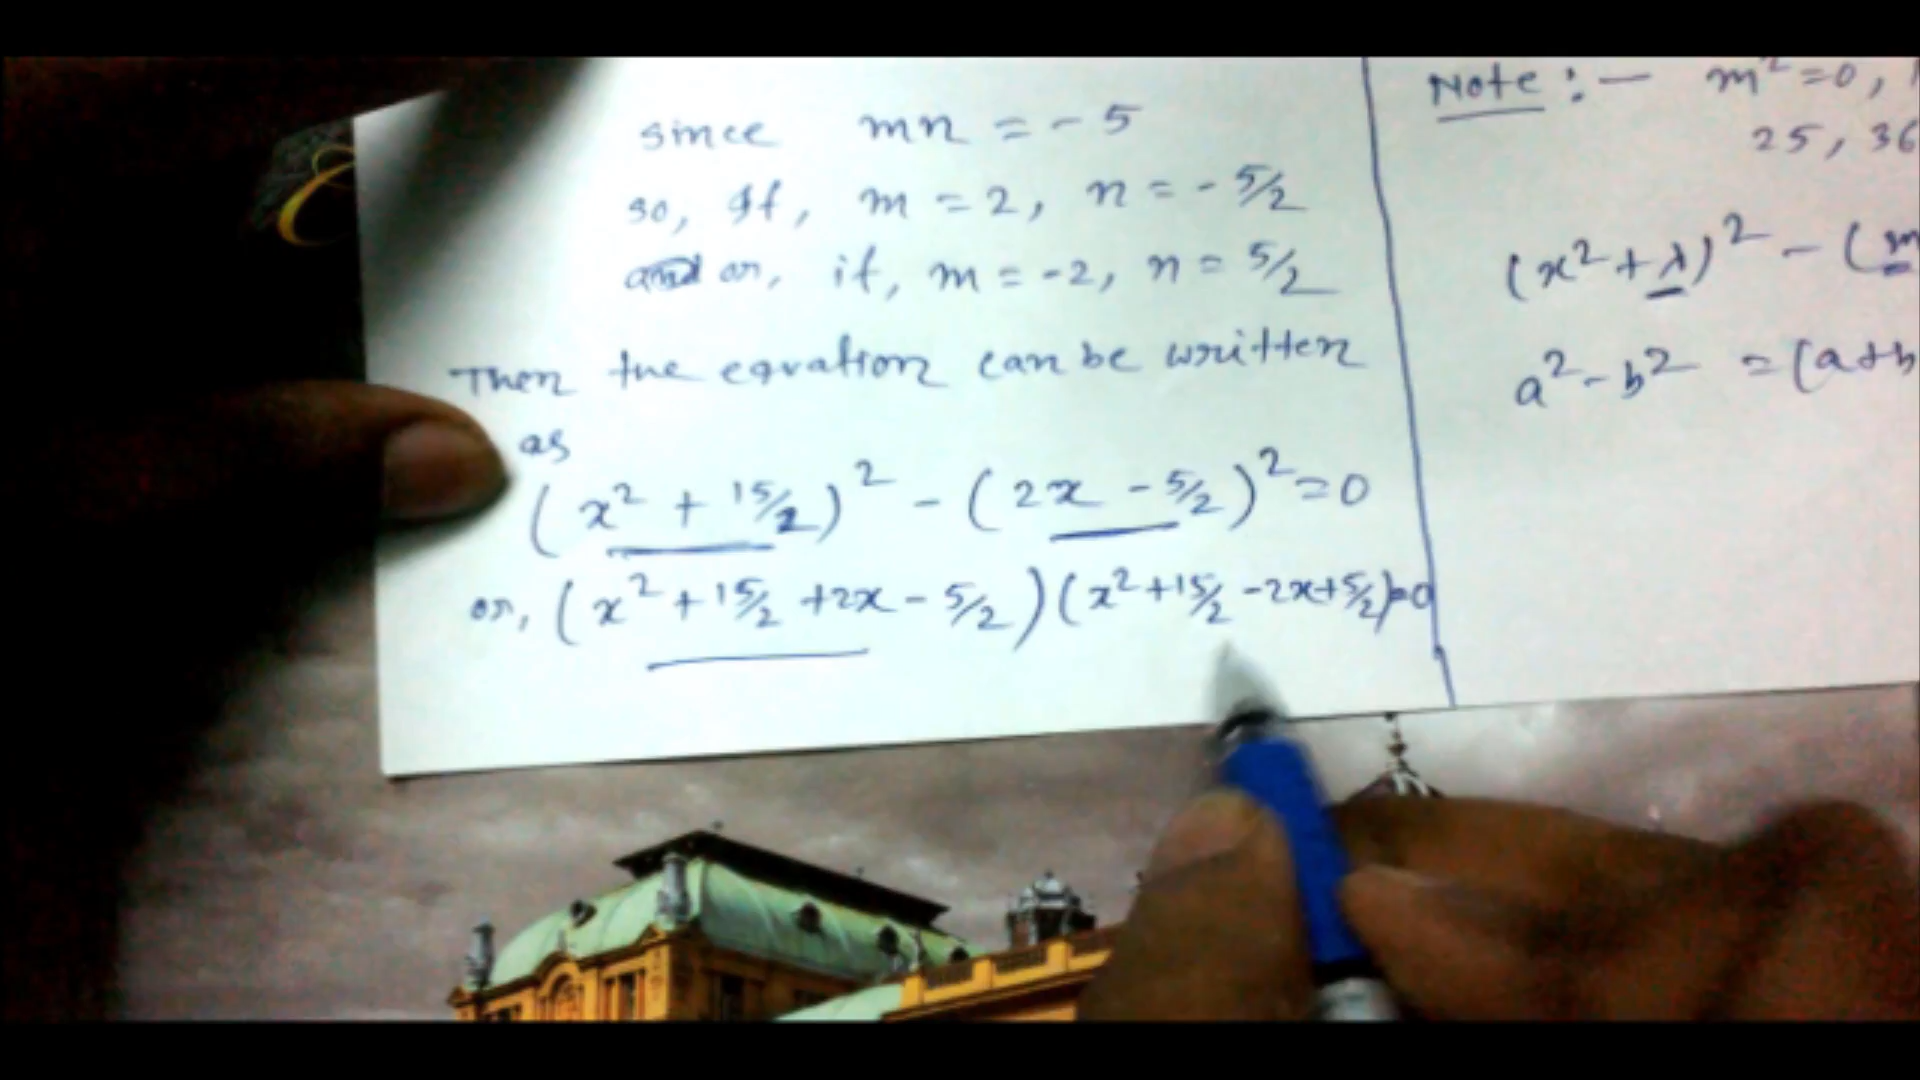 since mn = - 5
so, If, m = 2, n = - 5/2
or, if, m = -2, n = 5/2
Then the equation can be written
as
(x² + 15/2)² - (2x - 5/2)² = 0
or, (x² + 15/2 + 2x - 5/2)(x² + 15/2 - 2x + 5/2) = 0
Note :- m² = 0,
25, 36
(x² + λ)² - (m
a² - b² = (a+b